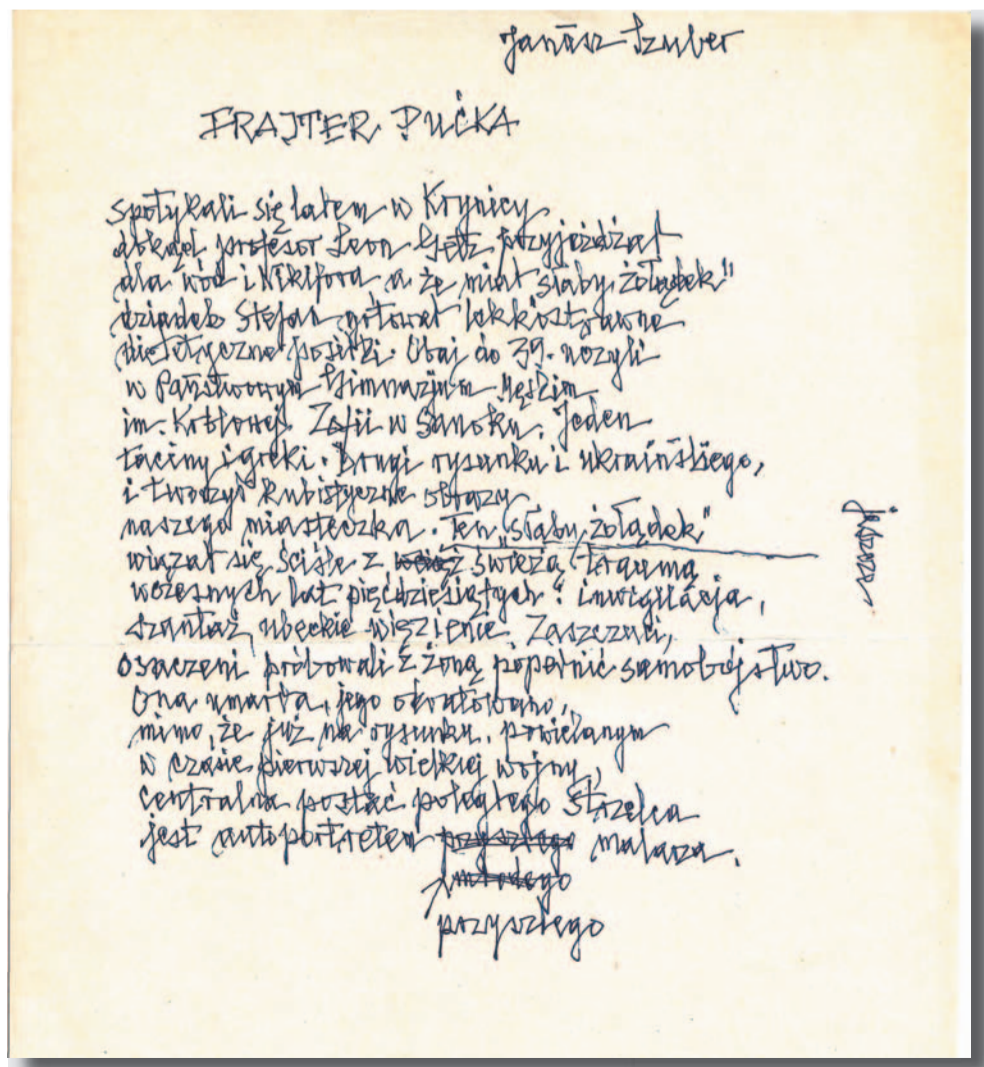 Janusz Szuber
FRAJTER PUĆKA
spotykali się latem w Krynicy
dokąd profesor Leon Getz przyjeżdżał
dla wód i Nikifora a że miał „słaby żołądek”
dziadek Stefan gotował lekkostrawne
dietetyczne posiłki. Obaj do 39. uczyli
w Państwowym Gimnazjum Męskim
im. Królowej Zofii w Sanoku. Jeden
łaciny i greki. Drugi rysunku i ukraińskiego,
i tworzył kubistyczne obrazy
naszego miasteczka. Ten „słaby żołądek”
wiązał się ściśle z świeżą traumą
wczesnych lat pięćdziesiątych: inwigilacja,
szantaż, ubeckie więzienie. Zaszczuci,
osaczeni próbowali z żoną popełnić samobójstwo.
Ona umarła, jego odratowano,
mimo, że już na rysunku, powielanym
w czasie pierwszej wielkiej wojny,
centralna postać poległego Strzelca
jest autoportretem przyszłego malarza.
młodego
przyszłego